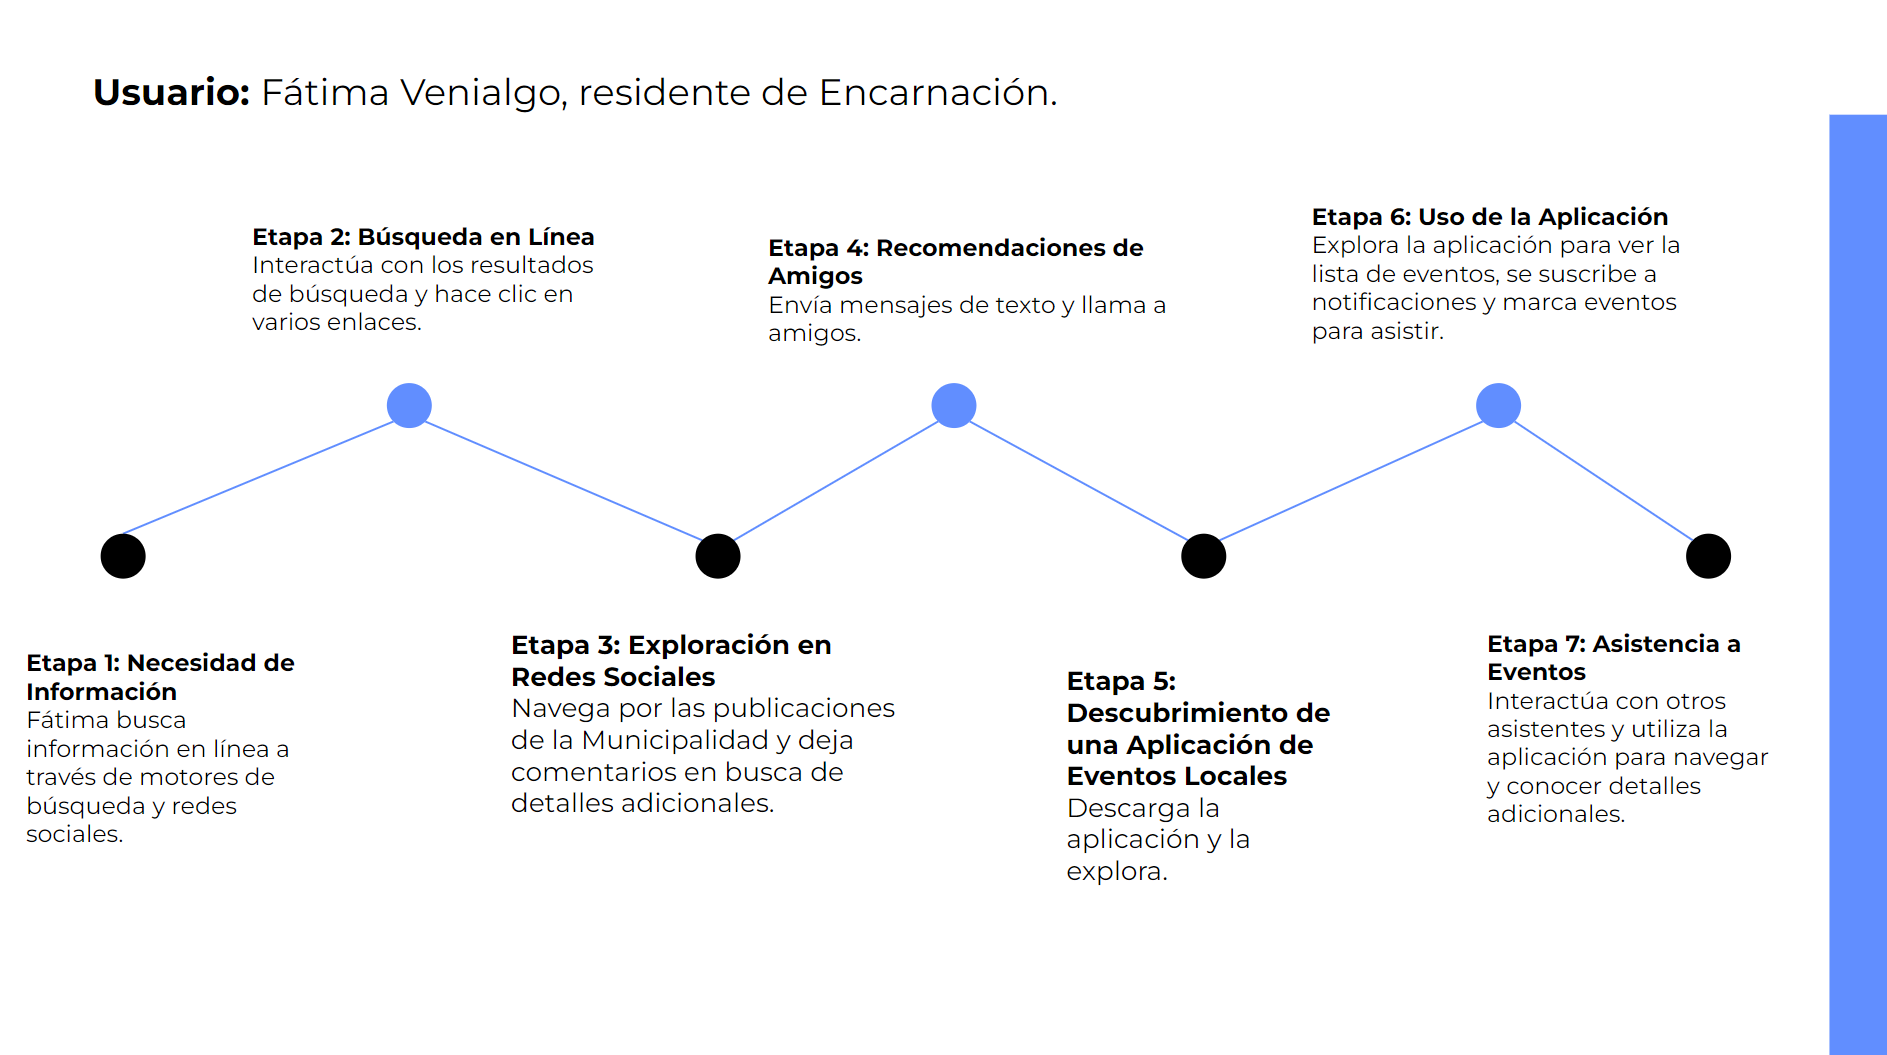 Usuario: Fátima Venialgo, residente de Encarnación.
Etapa 1: Necesidad de
Información
Fátima busca
información en línea a
través de motores de
búsqueda y redes
sociales.
Etapa 2: Búsqueda en Línea
Interactúa con los resultados
de búsqueda y hace clic en
varios enlaces.
Etapa 3: Exploración en
Redes Sociales
Navega por las publicaciones
de la Municipalidad y deja
comentarios en busca de
detalles adicionales.
Etapa 4: Recomendaciones de
Amigos
Envía mensajes de texto y llama a
amigos.
Etapa 5:
Descubrimiento de
una Aplicación de
Eventos Locales
Descarga la
aplicación y la
explora.
Etapa 6: Uso de la Aplicación
Explora la aplicación para ver la
lista de eventos, se suscribe a
notificaciones y marca eventos
para asistir.
Etapa 7: Asistencia a
Eventos
Interactúa con otros
asistentes y utiliza la
aplicación para navegar
y conocer detalles
adicionales.